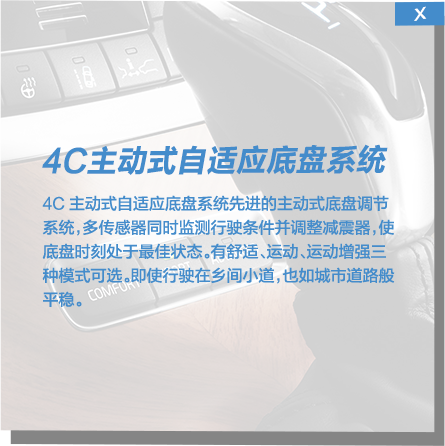 X
4C主动式自适应底盘系统
4C 主动式自适应底盘系统先进的主动式底盘调节
系统，多传感器同时监测行驶条件并调整减震器，使
底盘时刻处于最佳状态。有舒适、运动、运动增强三
种模式可选。即使行驶在乡间小道，也如城市道路般
平稳。
COMFORT